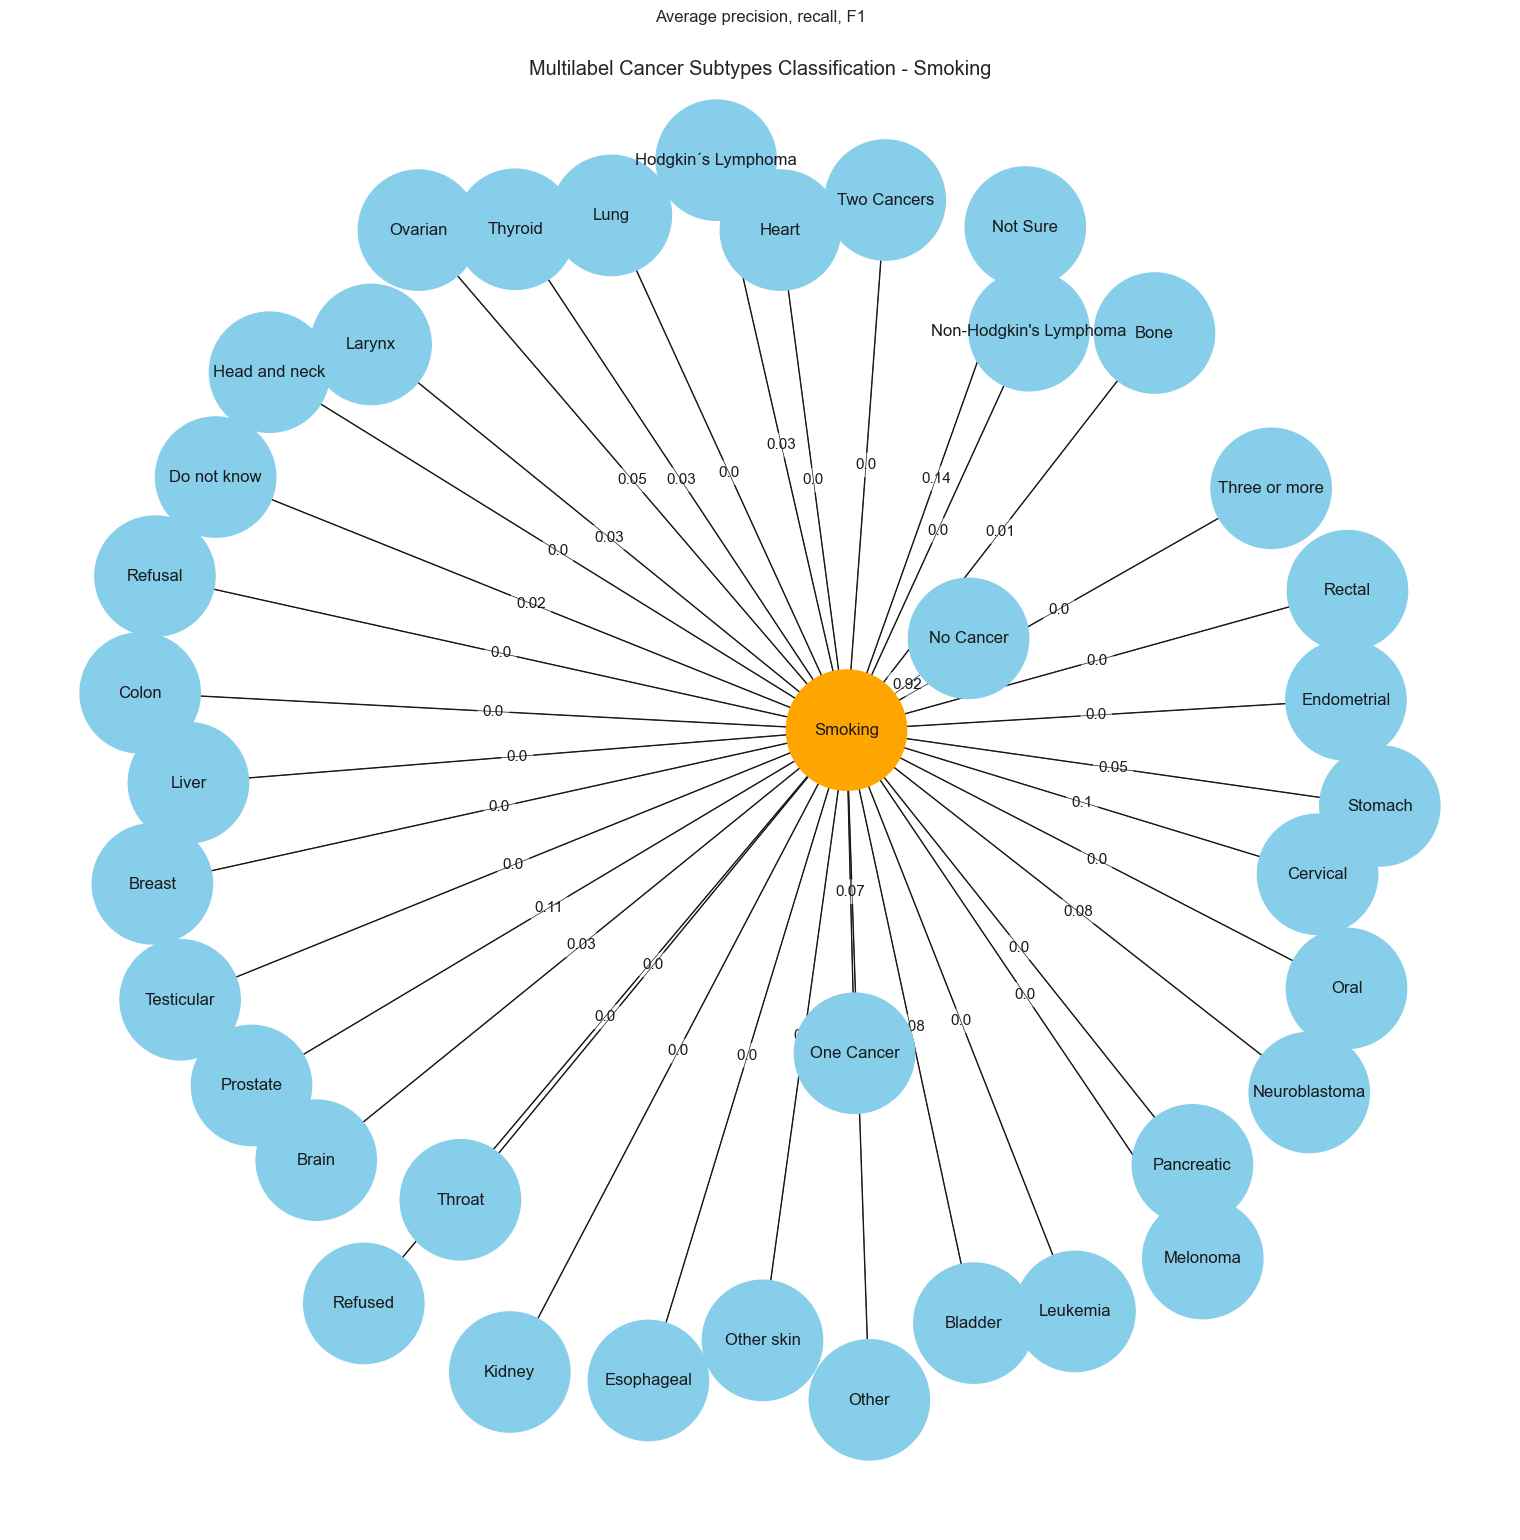 Average precision, recall, F1
Multilabel Cancer Subtypes Classification - Smoking
Hodgkin´s Lymphoma
Two Cancers
Lung
Not Sure
Ovarian
Thyroid
Heart
Non-Hodgkin's Lymphoma
Bone
Larynx
Head and neck
0.03
0.0
Do not know
0.0
0.05
0.03
0.0
0.14
Three or more
0.03
0.0
0.01
0.0
Refusal
0.02
0.0
Rectal
No Cancer
0.0
0.0
Colon
0.92
Endometrial
0.0
0.0
Smoking
0.0
0.05
Liver
0.0
0.1
Stomach
0.0
0.0
Cervical
Breast
0.07
0.11
0.08
0.03
0.0
0.0
0.0
Oral
Testicular
0.0
0.0
08
0.0
0.0
One Cancer
0.0
Prostate
Neuroblastoma
Brain
Pancreatic
Throat
Melonoma
Refused
Leukemia
Bladder
Other skin
Kidney
Esophageal
Other